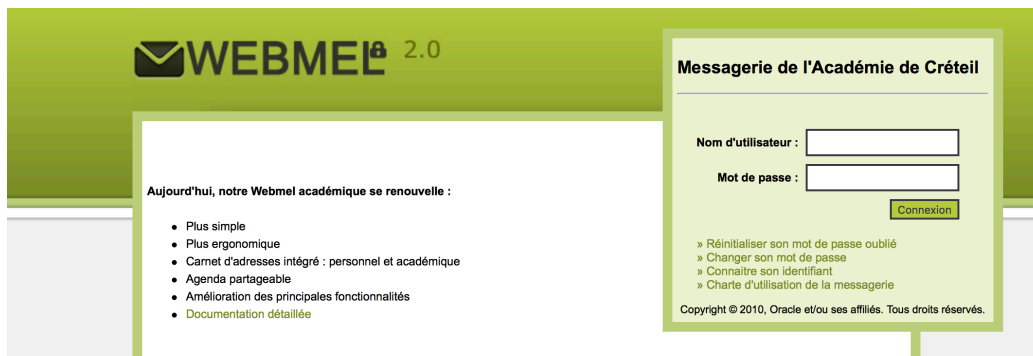 WEBMEL 2.0
Messagerie de l'Académie de Créteil
Nom d'utilisateur :
Mot de passe :
Connexion
» Réinitialiser son mot de passe oublié
» Changer son mot de passe
» Connaitre son identifiant
» Charte d'utilisation de la messagerie
Copyright © 2010, Oracle et/ou ses affiliés. Tous droits réservés.
Aujourd'hui, notre Webmel académique se renouvelle :
● Plus simple
● Plus ergonomique
● Carnet d'adresses intégré : personnel et académique
● Agenda partageable
● Amélioration des principales fonctionnalités
● Documentation détaillée